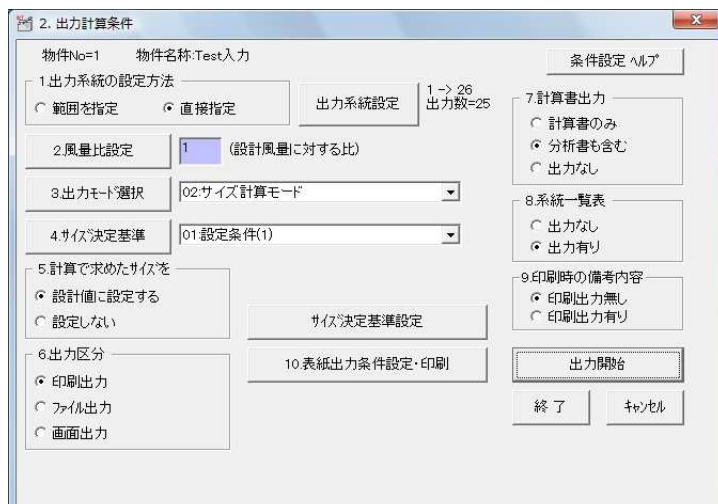 2. 出力計算条件
物件No=1 物件名称:Test入力
条件設定 ヘルプ
1.出力系統の設定方法
範囲を指定 直接指定
出力系統設定
1 -> 26
出力数=25
2.風量比設定 1 (設計風量に対する比)
3.出力モード選択 02:サイズ計算モード
4.サイズ決定基準 01:設定条件(1)
5.計算で求めたサイズを
設計値に設定する
設定しない
6.出力区分
印刷出力
ファイル出力
画面出力
サイズ決定基準設定
10.表紙出力条件設定・印刷
7.計算書出力
計算書のみ
分析書も含む
出力なし
8.系統一覧表
出力なし
出力有り
9.印刷時の備考内容
印刷出力無し
印刷出力有り
出力開始
終了 キャンセル